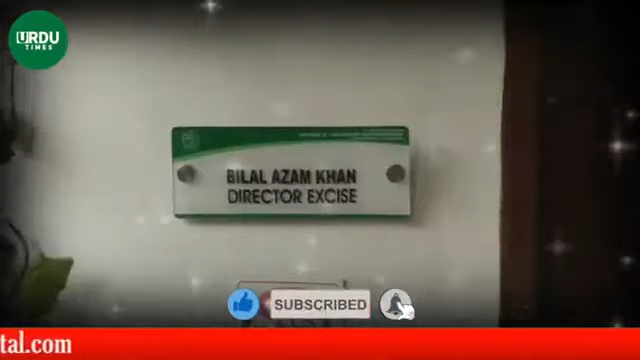 URDU
TIMES
BILAL AZAM KHAN
DIRECTOR EXCISE
SUBSCRIBED
tal.com